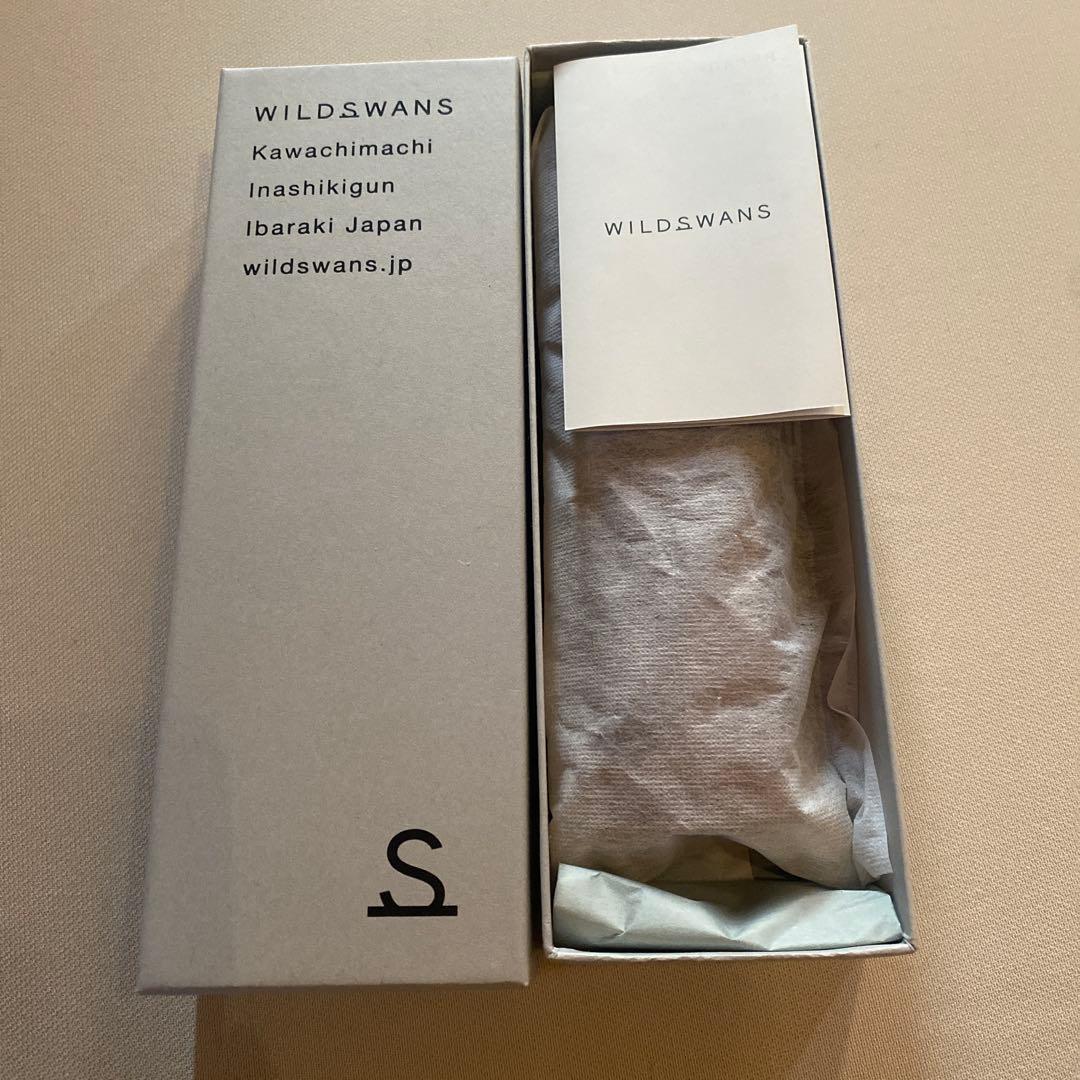 WILDSWANS
Kawachimachi
Inashikigun
Ibaraki Japan
wildswans.jp
S
WILDSWANS